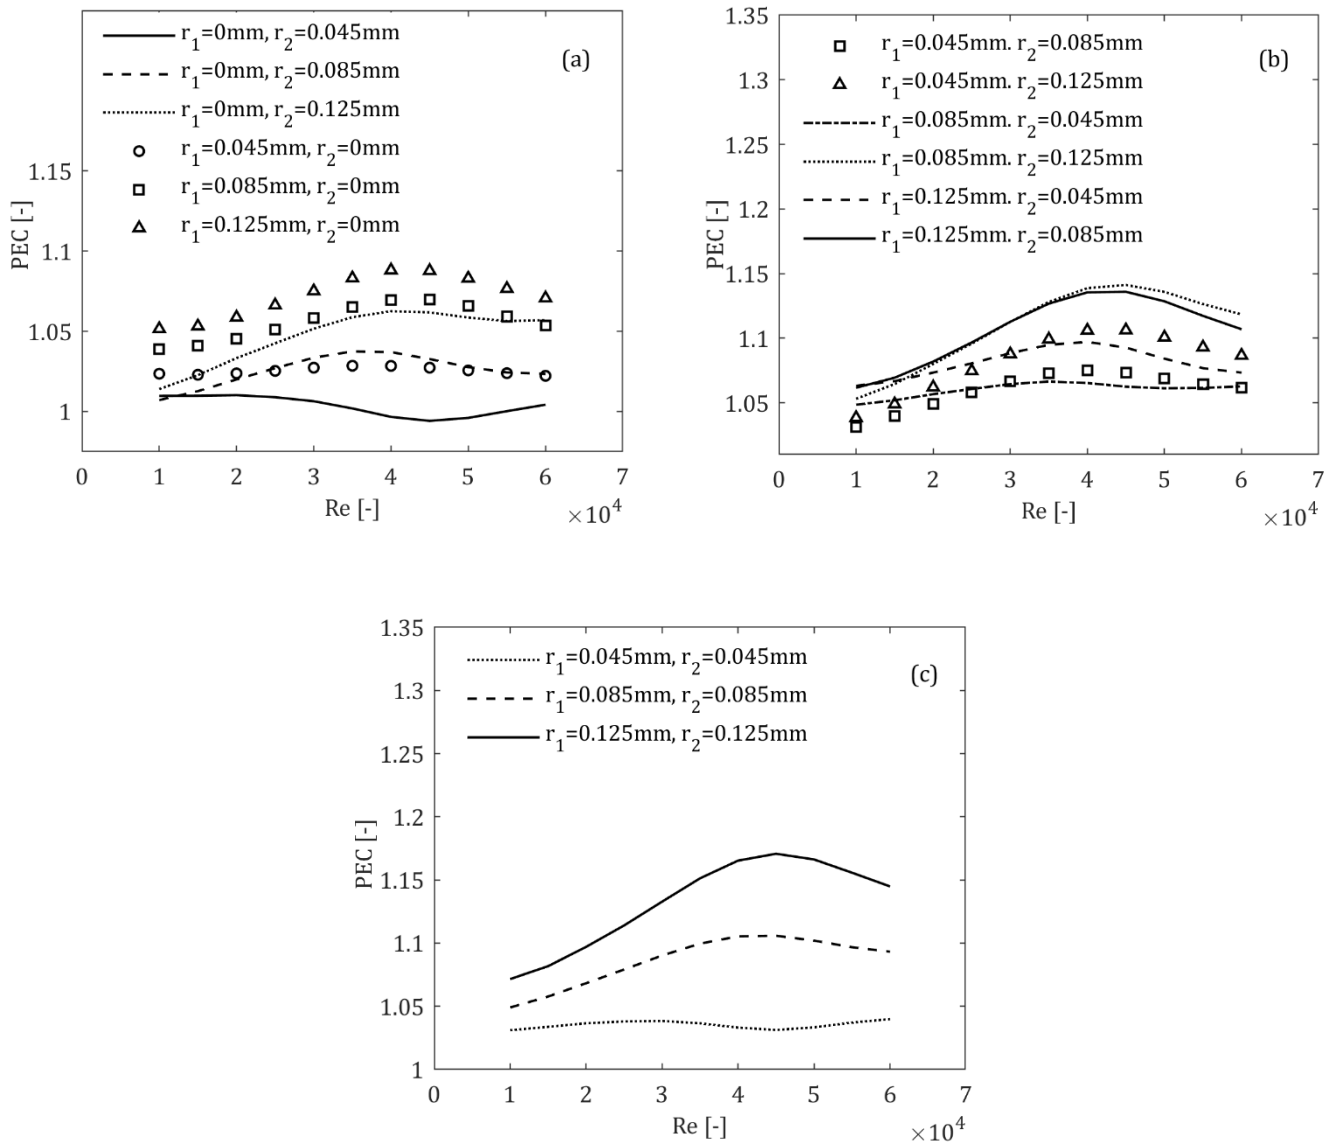 r1=0mm, r2=0.045mm
r1=0mm, r2=0.085mm
r1=0mm, r2=0.125mm
r1=0.045mm, r2=0mm
r1=0.085mm, r2=0mm
r1=0.125mm, r2=0mm
(a)
1.15
1.1
1.05
1
PEC [-]
0 1 2 3 4 5 6 7
Re [-]
×10^4
r1=0.045mm. r2=0.085mm
r1=0.045mm. r2=0.125mm
r1=0.085mm. r2=0.045mm
r1=0.085mm. r2=0.125mm
r1=0.125mm. r2=0.045mm
r1=0.125mm. r2=0.085mm
(b)
1.35
1.3
1.25
1.2
1.15
1.1
1.05
PEC [-]
0 1 2 3 4 5 6 7
Re [-]
×10^4
r1=0.045mm, r2=0.045mm
r1=0.085mm, r2=0.085mm
r1=0.125mm, r2=0.125mm
(c)
1.35
1.3
1.25
1.2
1.15
1.1
1.05
1
PEC [-]
0 1 2 3 4 5 6 7
Re [-]
×10^4